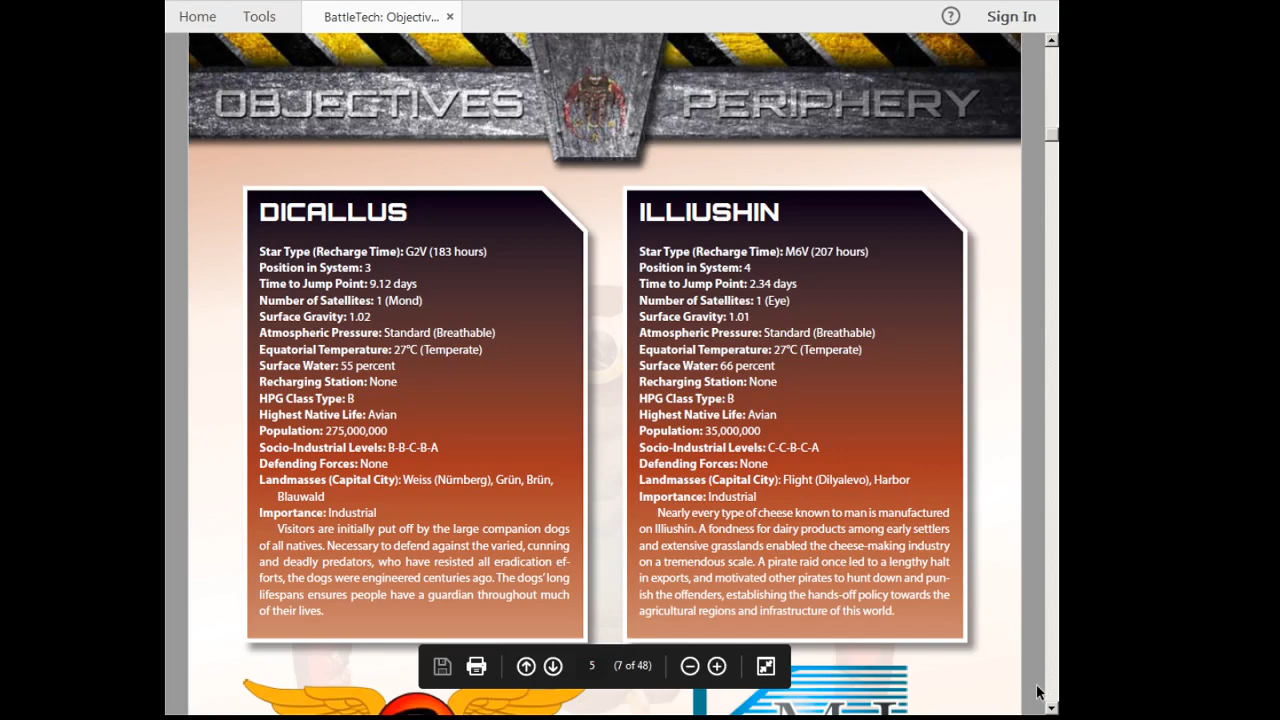 Home
Tools
BattleTech: Objectiv...
×
?
Sign In
OBJECTIVES
PERIPHERY
DICALLUS
Star Type (Recharge Time): G2V (183 hours)
Position in System: 3
Time to Jump Point: 9.12 days
Number of Satellites: 1 (Mond)
Surface Gravity: 1.02
Atmospheric Pressure: Standard (Breathable)
Equatorial Temperature: 27°C (Temperate)
Surface Water: 55 percent
Recharging Station: None
HPG Class Type: B
Highest Native Life: Avian
Population: 275,000,000
Socio-Industrial Levels: B-B-C-B-A
Defending Forces: None
Landmasses (Capital City): Weiss (Nürnberg), Grün, Brün,
Blauwald
Importance: Industrial
Visitors are initially put off by the large companion dogs
of all natives. Necessary to defend against the varied, cunning
and deadly predators, who have resisted all eradication ef-
forts, the dogs were engineered centuries ago. The dogs' long
lifespans ensures people have a guardian throughout much
of their lives.
ILLIUSHIN
Star Type (Recharge Time): M6V (207 hours)
Position in System: 4
Time to Jump Point: 2.34 days
Number of Satellites: 1 (Eye)
Surface Gravity: 1.01
Atmospheric Pressure: Standard (Breathable)
Equatorial Temperature: 27°C (Temperate)
Surface Water: 66 percent
Recharging Station: None
HPG Class Type: B
Highest Native Life: Avian
Population: 35,000,000
Socio-Industrial Levels: C-C-B-C-A
Defending Forces: None
Landmasses (Capital City): Flight (Dilyalevo), Harbor
Importance: Industrial
Nearly every type of cheese known to man is manufactured
on Illiushin. A fondness for dairy products among early settlers
and extensive grasslands enabled the cheese-making industry
on a tremendous scale. A pirate raid once led to a lengthy halt
in exports, and motivated other pirates to hunt down and pun-
ish the offenders, establishing the hands-off policy towards the
agricultural regions and infrastructure of this world.
5 (7 of 48)